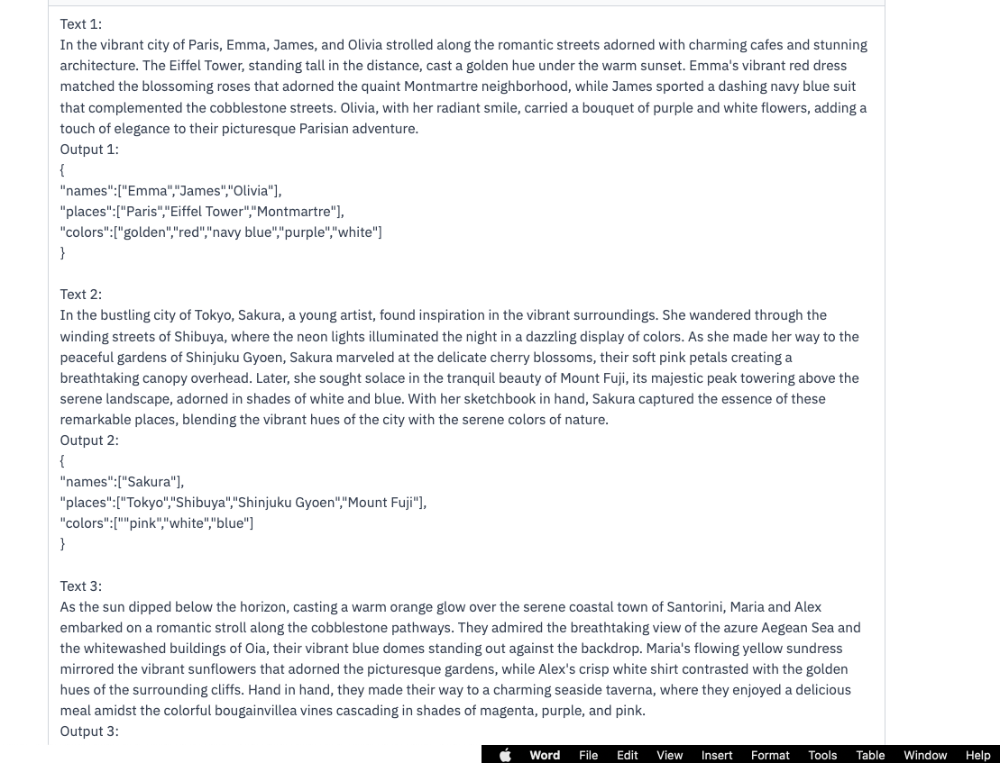 Text 1:
In the vibrant city of Paris, Emma, James, and Olivia strolled along the romantic streets adorned with charming cafes and stunning
architecture. The Eiffel Tower, standing tall in the distance, cast a golden hue under the warm sunset. Emma's vibrant red dress
matched the blossoming roses that adorned the quaint Montmartre neighborhood, while James sported a dashing navy blue suit
that complemented the cobblestone streets. Olivia, with her radiant smile, carried a bouquet of purple and white flowers, adding a
touch of elegance to their picturesque Parisian adventure.
Output 1:
{
"names":["Emma","James","Olivia"],
"places":["Paris","Eiffel Tower","Montmartre"],
"colors":["golden","red","navy blue","purple","white"]
}
Text 2:
In the bustling city of Tokyo, Sakura, a young artist, found inspiration in the vibrant surroundings. She wandered through the
winding streets of Shibuya, where the neon lights illuminated the night in a dazzling display of colors. As she made her way to the
peaceful gardens of Shinjuku Gyoen, Sakura marveled at the delicate cherry blossoms, their soft pink petals creating a
breathtaking canopy overhead. Later, she sought solace in the tranquil beauty of Mount Fuji, its majestic peak towering above the
serene landscape, adorned in shades of white and blue. With her sketchbook in hand, Sakura captured the essence of these
remarkable places, blending the vibrant hues of the city with the serene colors of nature.
Output 2:
{
"names":["Sakura"],
"places":["Tokyo","Shibuya","Shinjuku Gyoen","Mount Fuji"],
"colors":[""pink","white","blue"]
}
Text 3:
As the sun dipped below the horizon, casting a warm orange glow over the serene coastal town of Santorini, Maria and Alex
embarked on a romantic stroll along the cobblestone pathways. They admired the breathtaking view of the azure Aegean Sea and
the whitewashed buildings of Oia, their vibrant blue domes standing out against the backdrop. Maria's flowing yellow sundress
mirrored the vibrant sunflowers that adorned the picturesque gardens, while Alex's crisp white shirt contrasted with the golden
hues of the surrounding cliffs. Hand in hand, they made their way to a charming seaside taverna, where they enjoyed a delicious
meal amidst the colorful bougainvillea vines cascading in shades of magenta, purple, and pink.
Output 3:
Word File Edit View Insert Format Tools Table Window Help